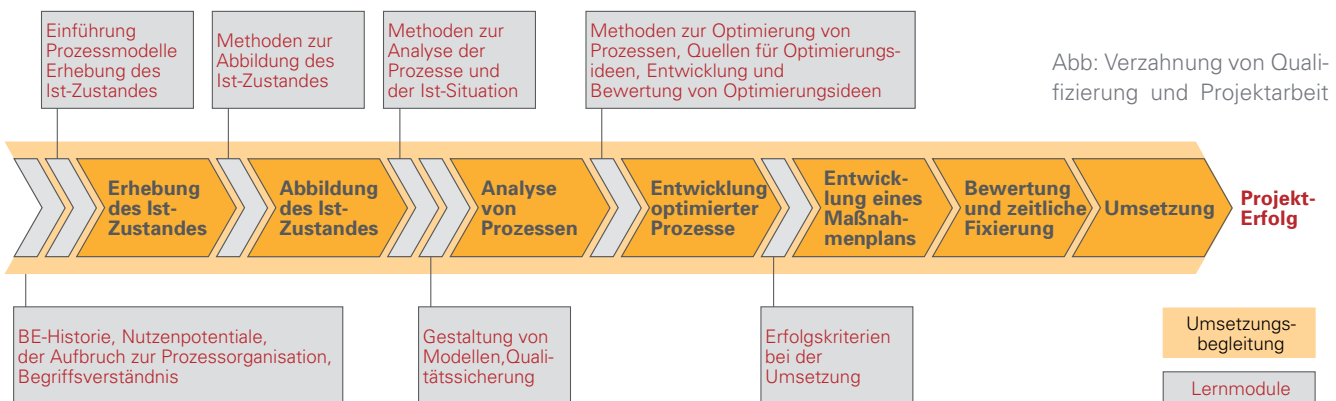 Einführung
Prozessmodelle
Erhebung des
Ist-Zustandes
Methoden zur
Abbildung des
Ist-Zustandes
Methoden zur
Analyse der
Prozesse und
der Ist-Situation
Methoden zur Optimierung von
Prozessen, Quellen für Optimierungs-
ideen, Entwicklung und
Bewertung von Optimierungsideen
Abb: Verzahnung von Quali-
fizierung und Projektarbeit
Erhebung
des Ist-
Zustandes
Abbildung
des Ist-
Zustandes
Analyse
von
Prozessen
Entwicklung
optimierter
Prozesse
Entwick-
lung eines
Maßnah-
menplans
Bewertung
und zeitliche
Fixierung
Umsetzung
Projekt-
Erfolg
BE-Historie, Nutzenpotentiale,
der Aufbruch zur Prozessorganisation,
Begriffsverständnis
Gestaltung von
Modellen,Quali-
tätssicherung
Erfolgskriterien
bei der
Umsetzung
Umsetzungs-
begleitung
Lernmodule